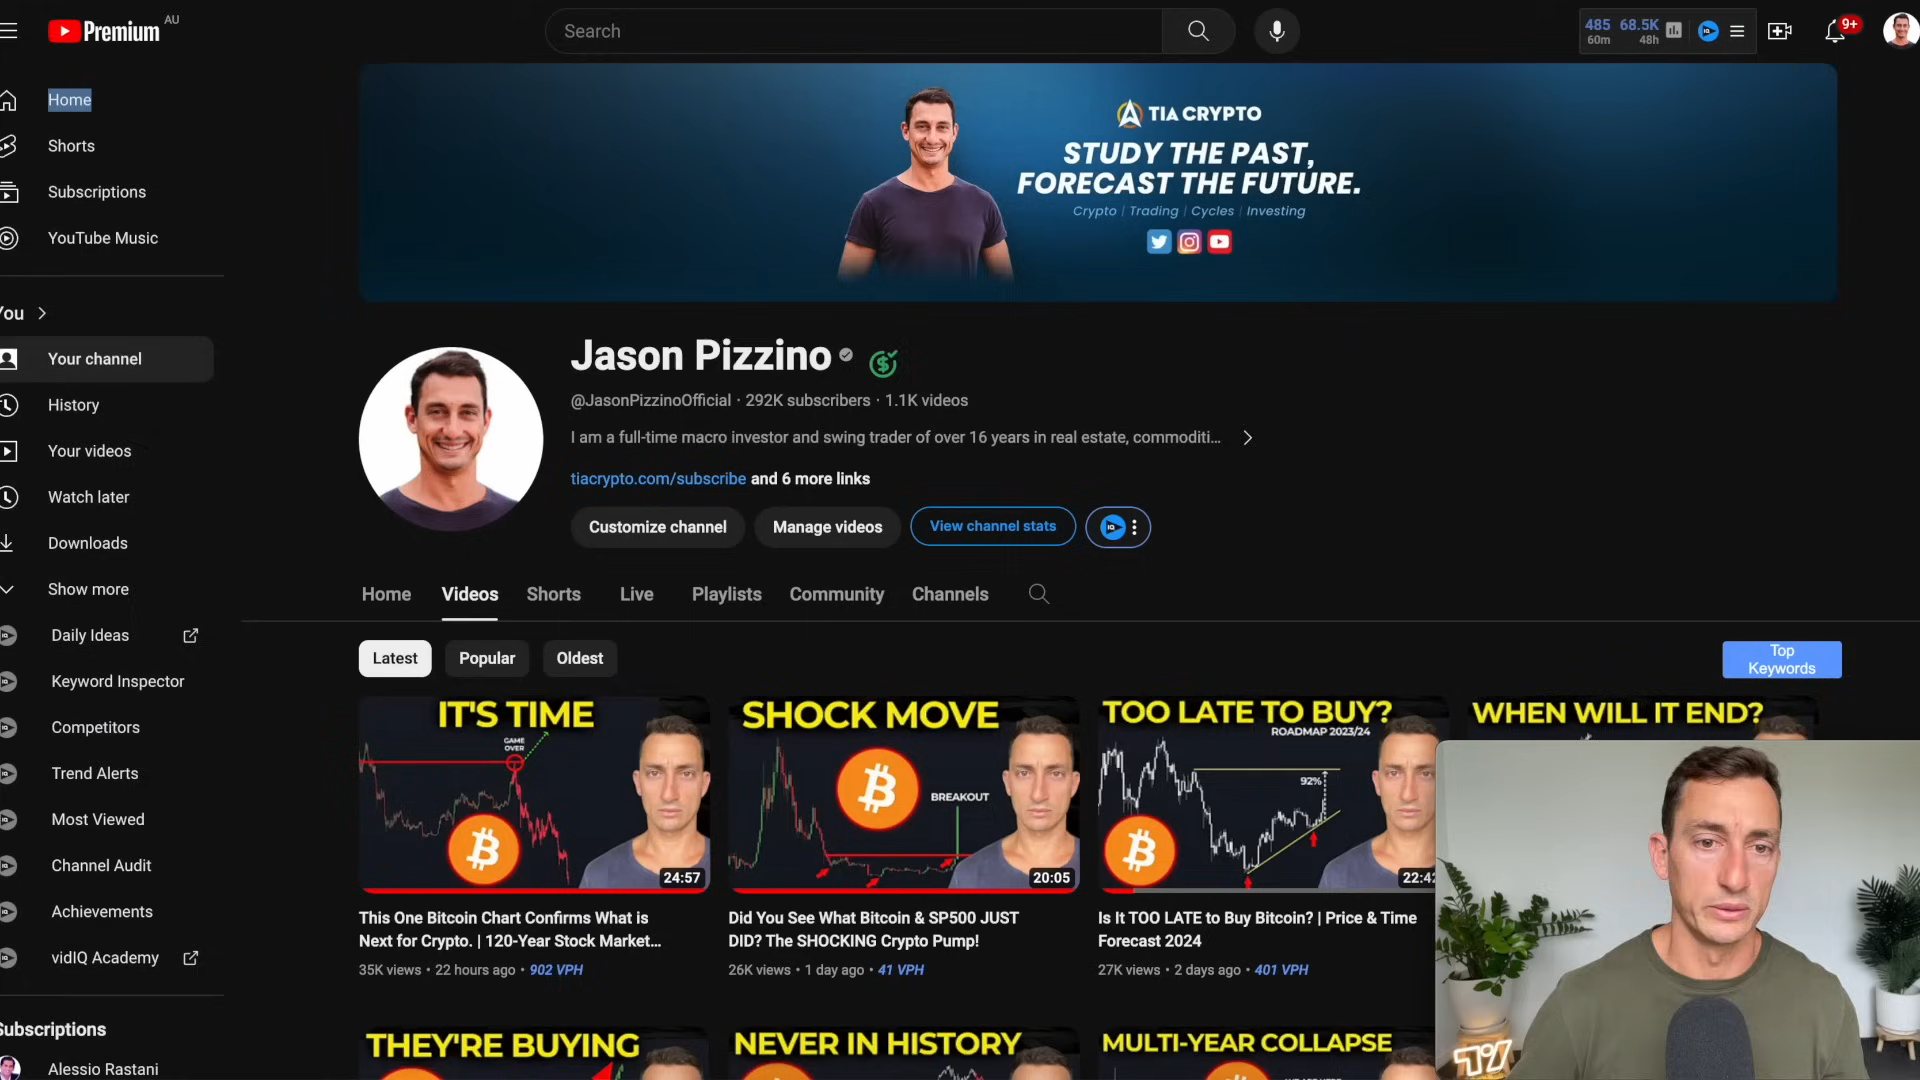 Premium
AU
Search
485 68.5K
60m 48h
9+
Home
Shorts
Subscriptions
YouTube Music
You
Your channel
History
Your videos
Watch later
Downloads
Show more
Daily Ideas
Keyword Inspector
Competitors
Trend Alerts
Most Viewed
Channel Audit
Achievements
vidIQ Academy
Subscriptions
Alessio Rastani
TIA CRYPTO
STUDY THE PAST,
FORECAST THE FUTURE.
Crypto | Trading | Cycles | Investing
Jason Pizzino
@JasonPizzinoOfficial · 292K subscribers · 1.1K videos
I am a full-time macro investor and swing trader of over 16 years in real estate, commoditi...
tiacrypto.com/subscribe and 6 more links
Customize channel
Manage videos
View channel stats
Home
Videos
Shorts
Live
Playlists
Community
Channels
Latest
Popular
Oldest
Top
Keywords
IT'S TIME
GAME
OVER
24:57
This One Bitcoin Chart Confirms What is
Next for Crypto. | 120-Year Stock Market...
35K views · 22 hours ago · 902 VPH
SHOCK MOVE
BREAKOUT
20:05
Did You See What Bitcoin & SP500 JUST
DID? The SHOCKING Crypto Pump!
26K views · 1 day ago · 41 VPH
TOO LATE TO BUY?
ROADMAP 2023/24
92%
22:42
Is It TOO LATE to Buy Bitcoin? | Price & Time
Forecast 2024
27K views · 2 days ago · 401 VPH
WHEN WILL IT END?
THEY'RE BUYING
NEVER IN HISTORY
MULTI-YEAR COLLAPSE